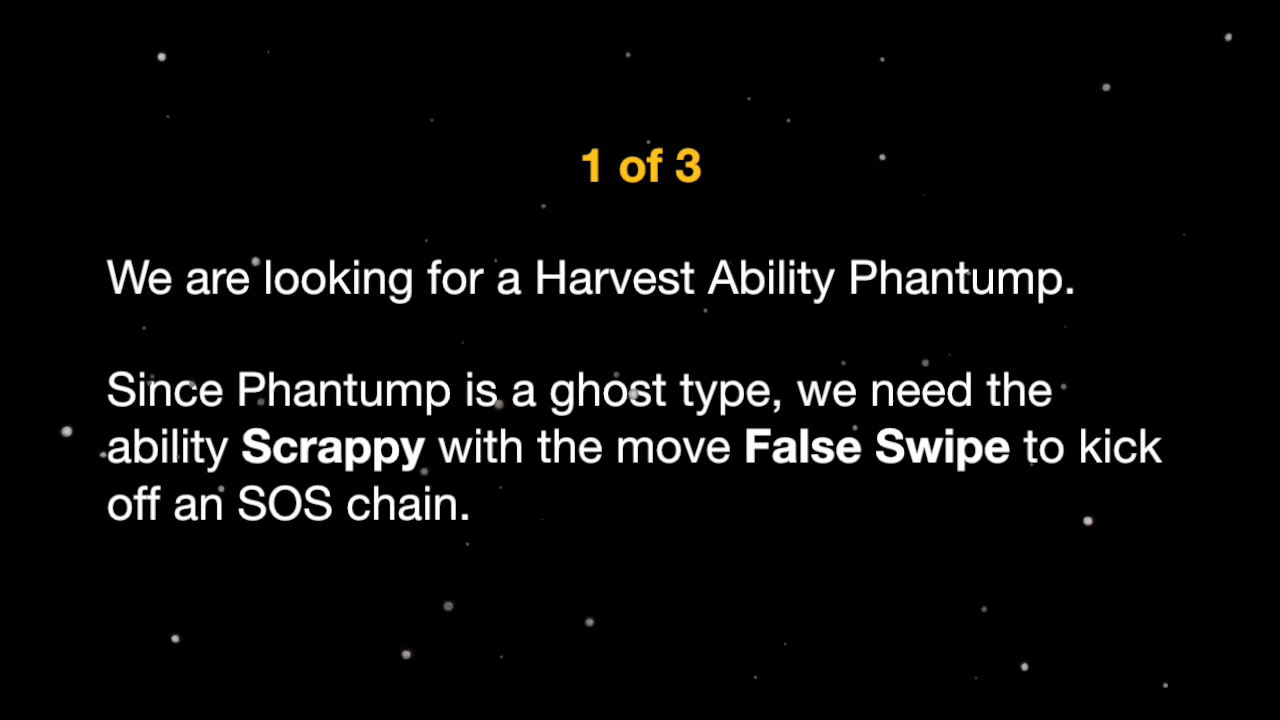 1 of 3
We are looking for a Harvest Ability Phantump.
Since Phantump is a ghost type, we need the
ability Scrappy with the move False Swipe to kick
off an SOS chain.